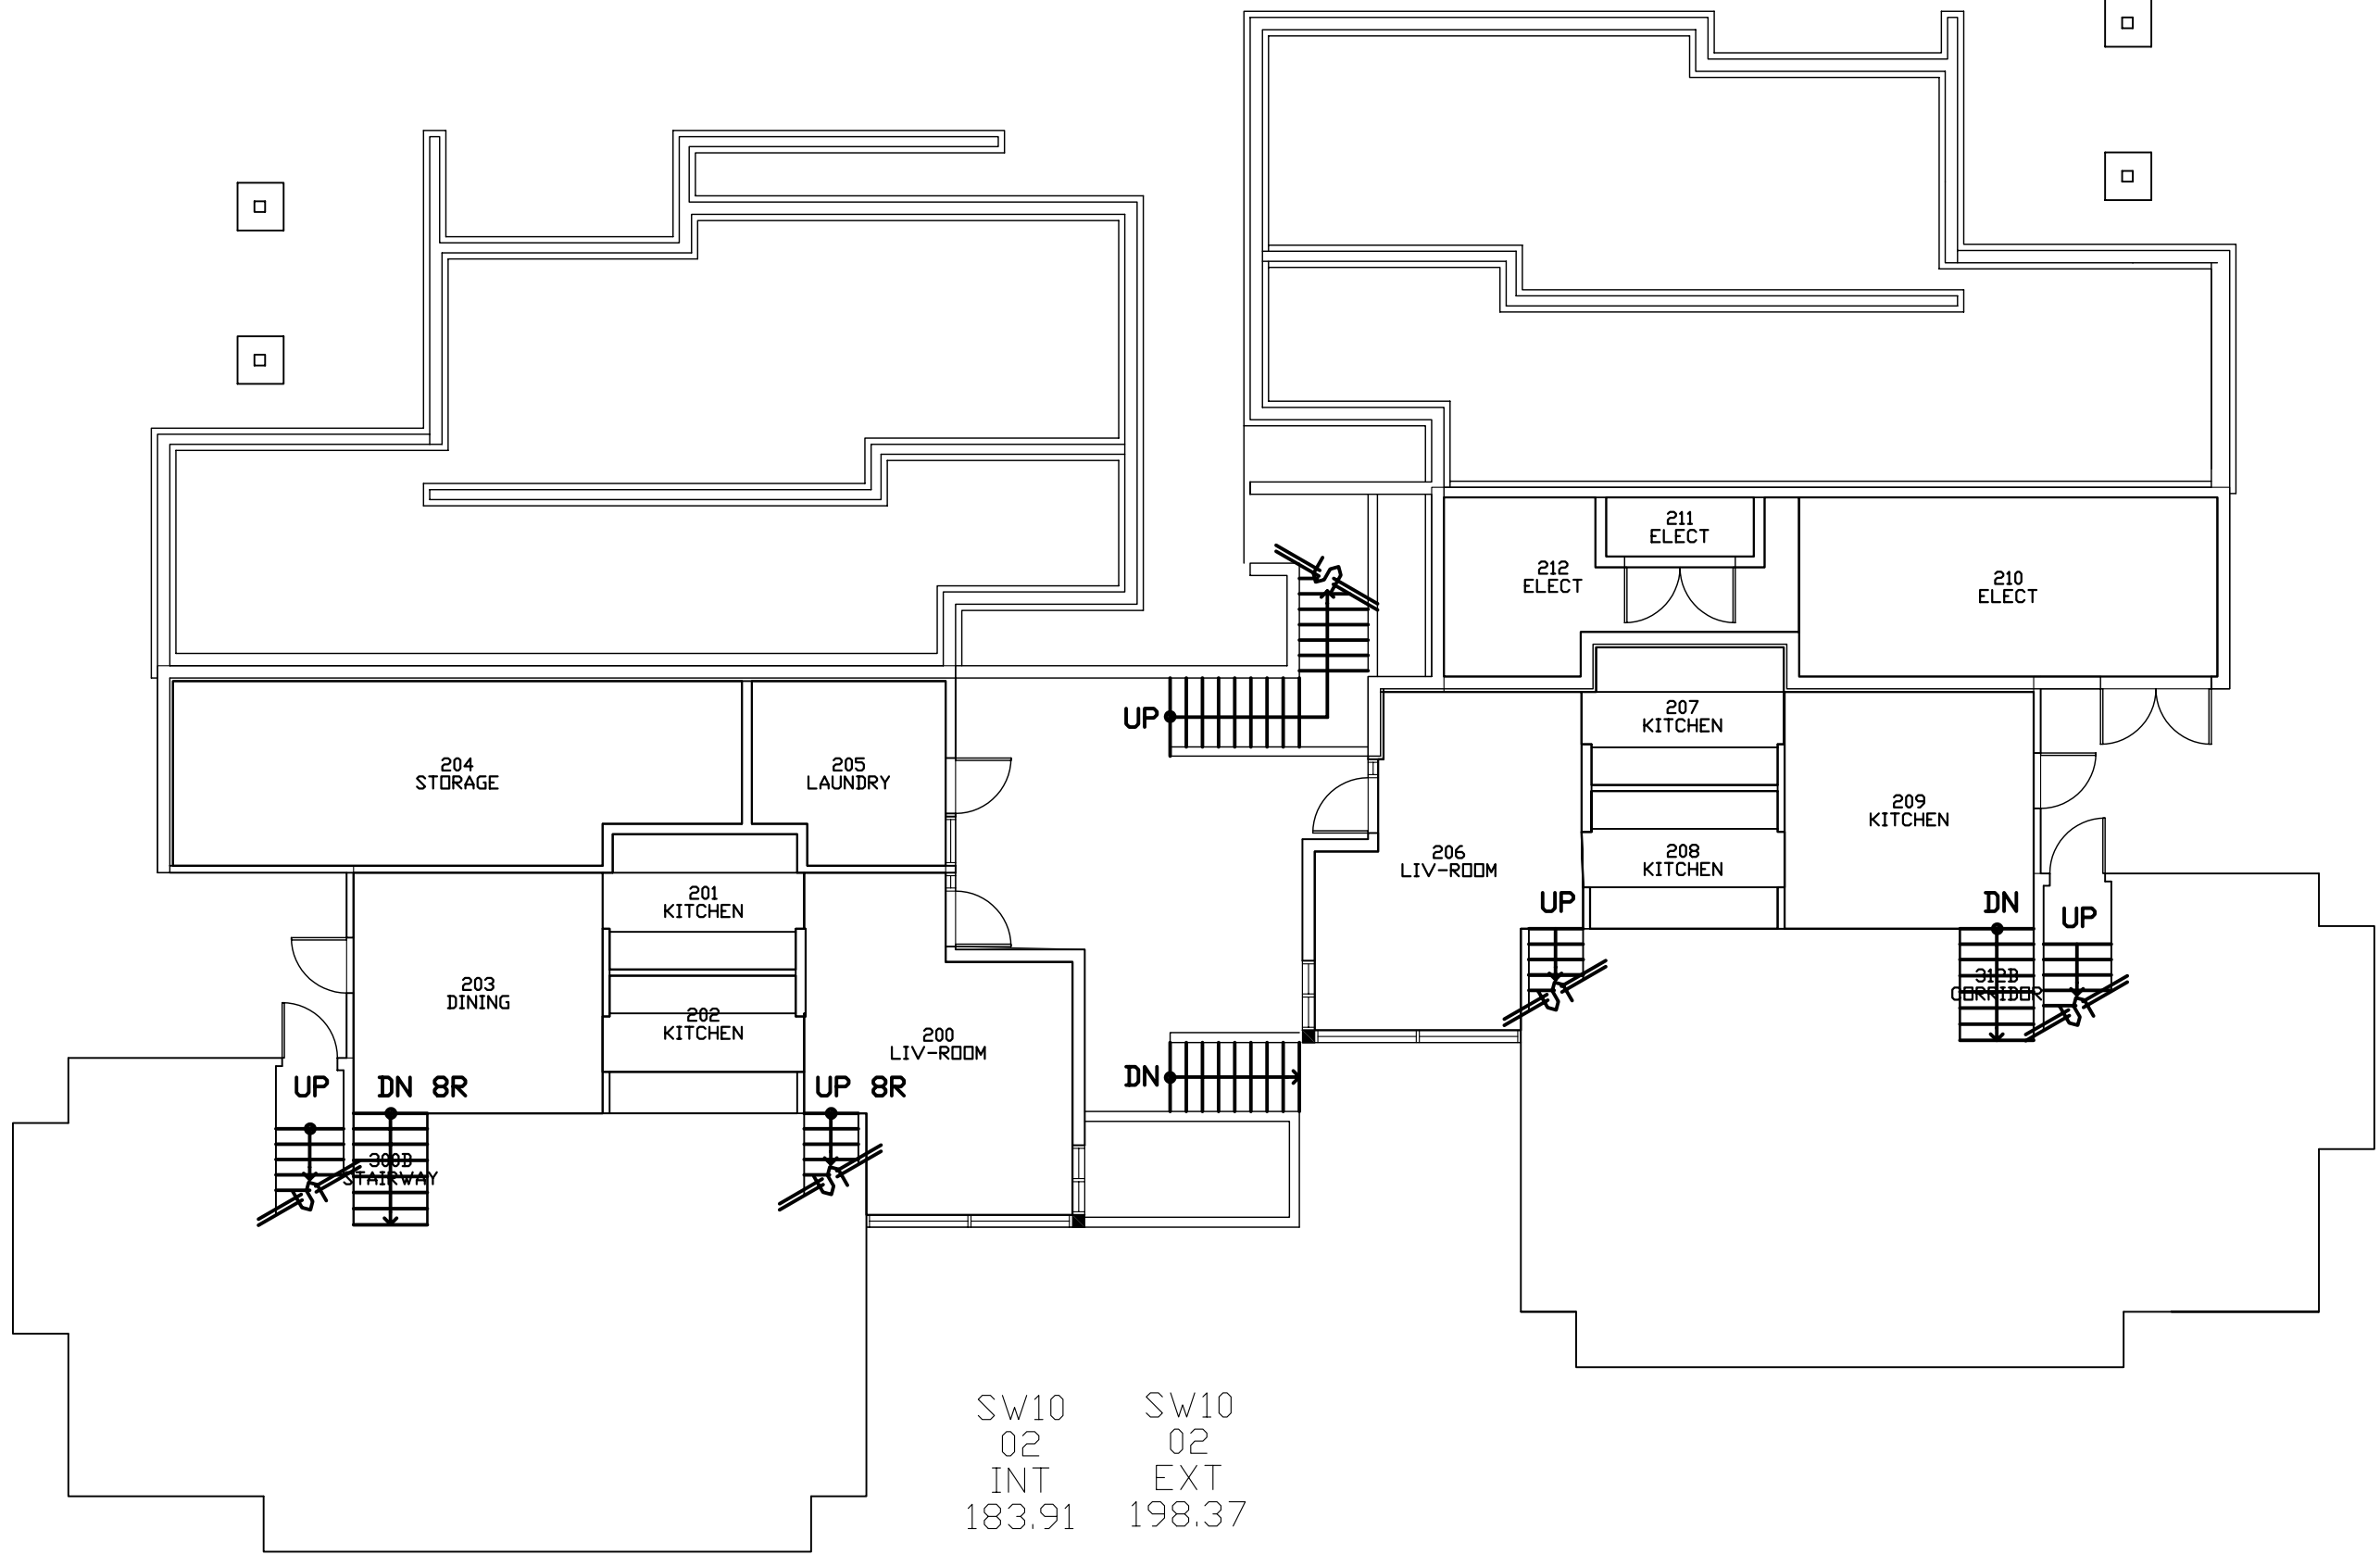 211
ELECT
212
ELECT
210
ELECT
UP
207
KITCHEN
204
STORAGE
205
LAUNDRY
209
KITCHEN
206
LIV-ROOM
208
KITCHEN
201
KITCHEN
UP
DN
UP
203
DINING
312B
CORRIDOR
202
KITCHEN
200
LIV-ROOM
UP
DN 8R
UP 8R
DN
300B
STAIRWAY
SW10
02
INT
183.91
SW10
02
EXT
198.37